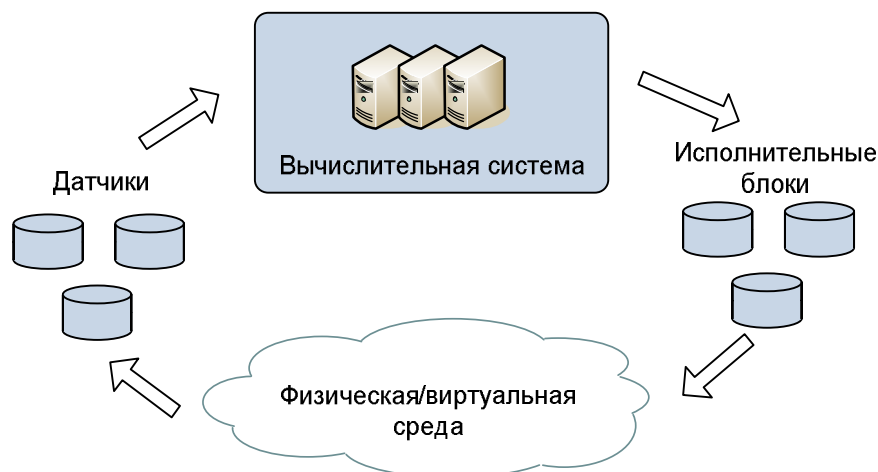 Вычислительная система
Датчики
Исполнительные
блоки
Физическая/виртуальная
среда